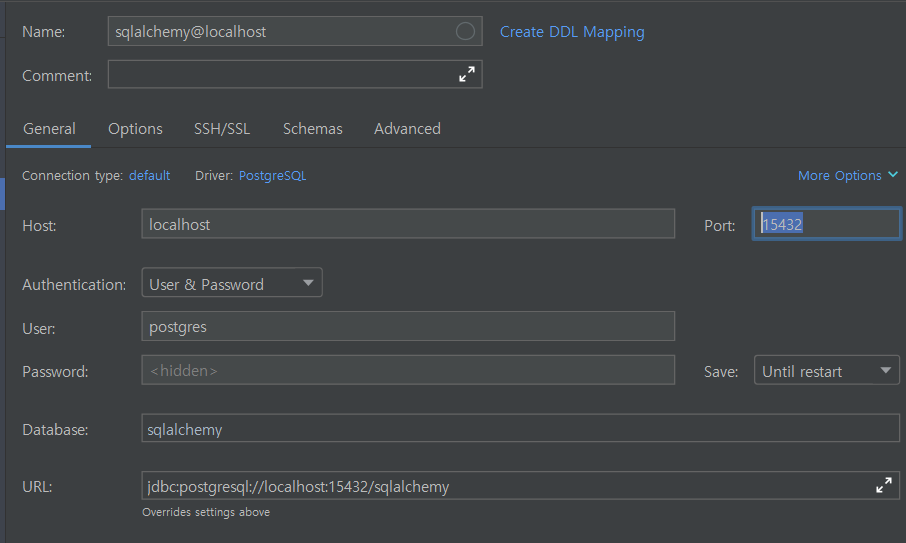 Name: sqlalchemy@localhost Create DDL Mapping
Comment:
General Options SSH/SSL Schemas Advanced
Connection type: default Driver: PostgreSQL More Options
Host: localhost Port: 15432
Authentication: User & Password
User: postgres
Password: <hidden> Save: Until restart
Database: sqlalchemy
URL: jdbc:postgresql://localhost:15432/sqlalchemy
Overrides settings above